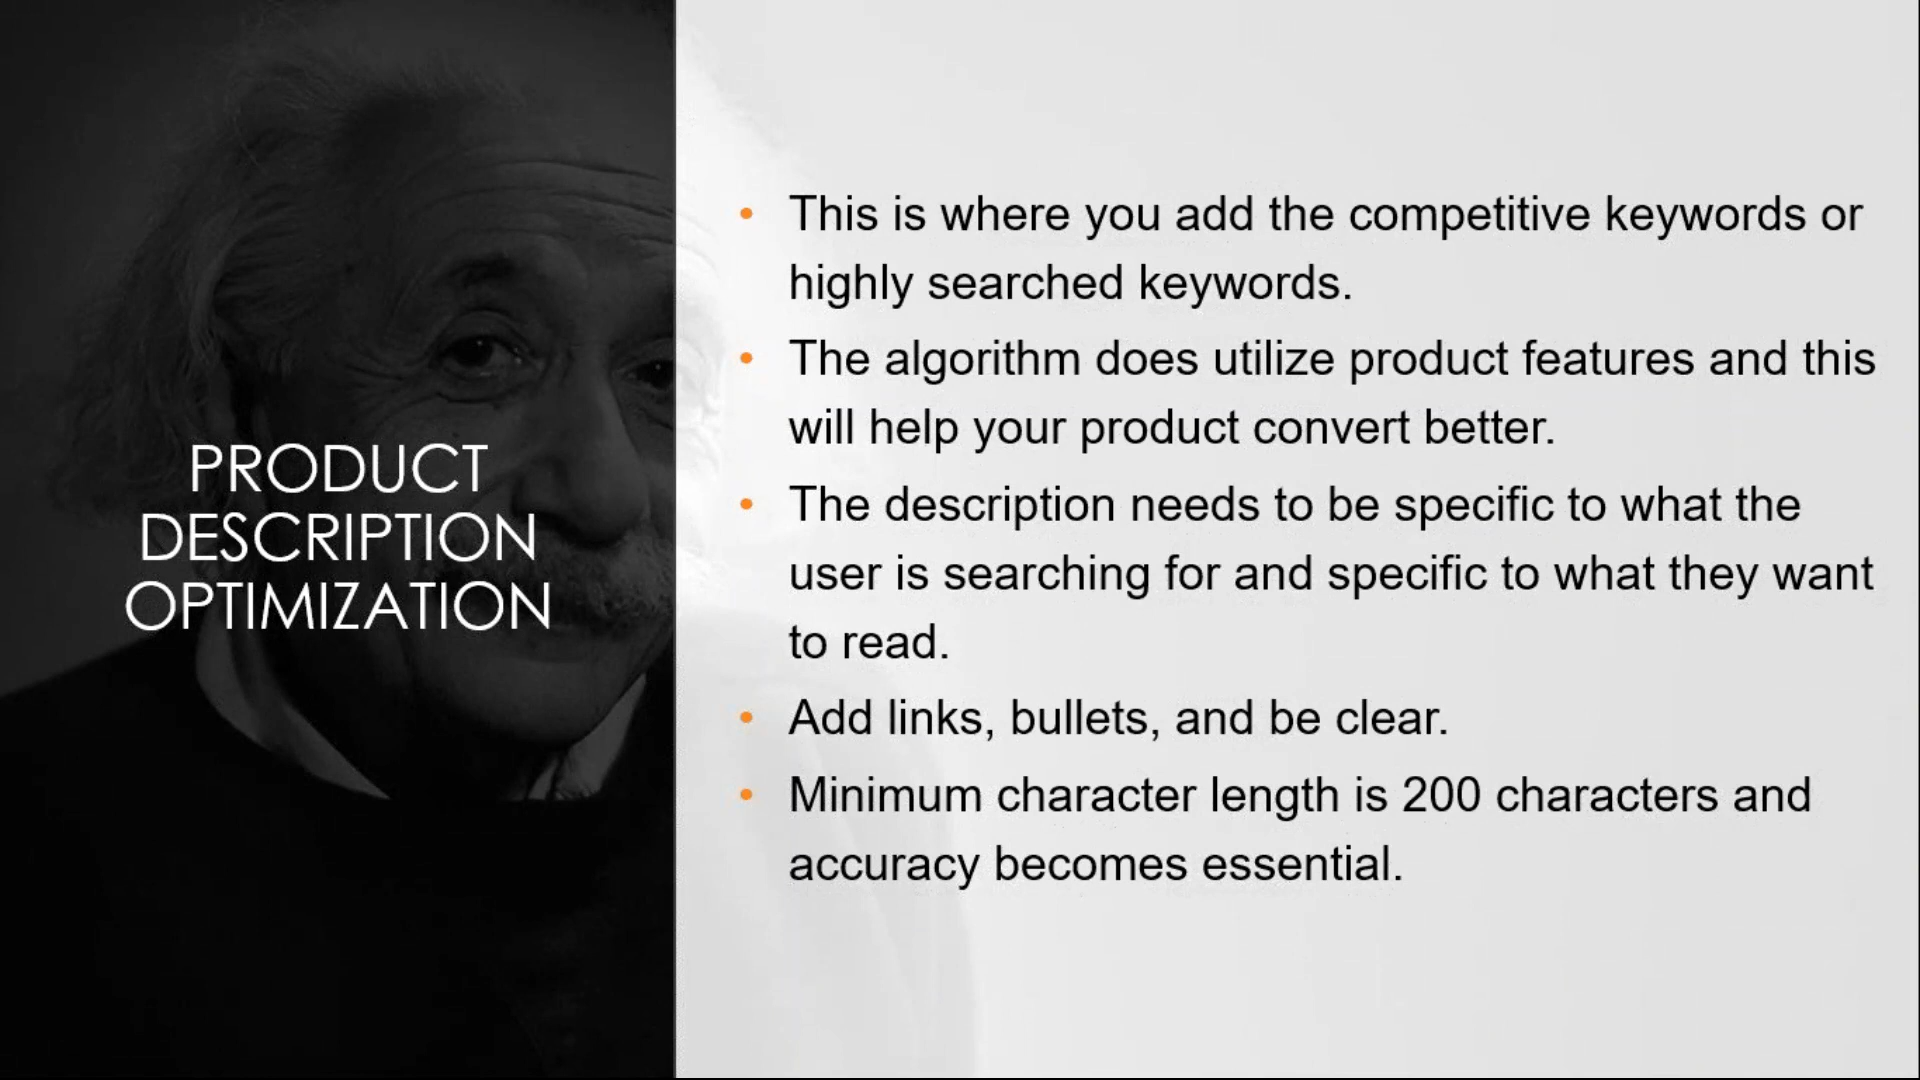 PRODUCT
DESCRIPTION
OPTIMIZATION
• This is where you add the competitive keywords or
highly searched keywords.
• The algorithm does utilize product features and this
will help your product convert better.
• The description needs to be specific to what the
user is searching for and specific to what they want
to read.
• Add links, bullets, and be clear.
• Minimum character length is 200 characters and
accuracy becomes essential.